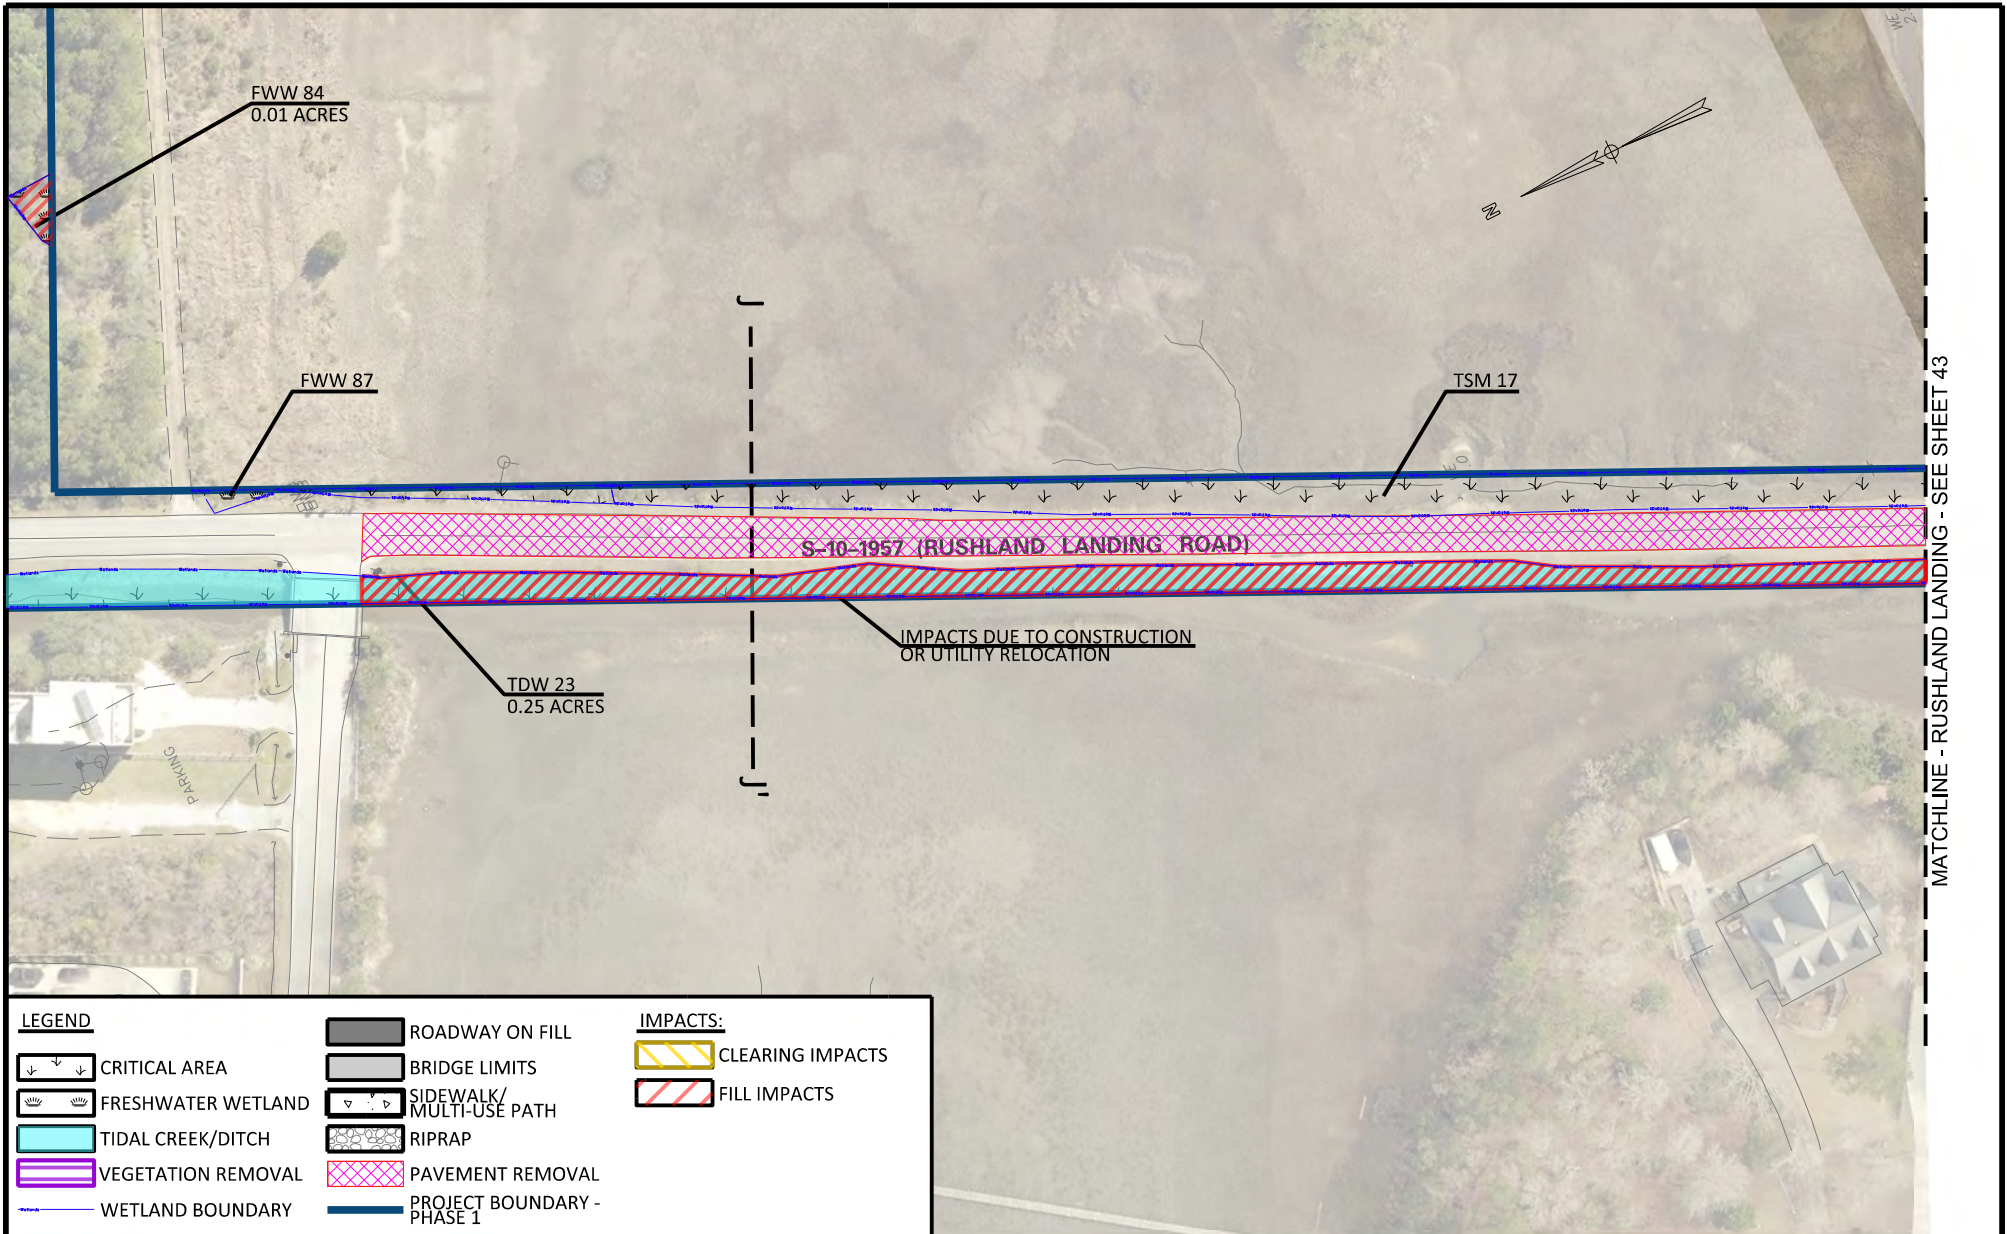 FWW 84
0.01 ACRES
N
J
FWW 87
TSM 17
MATCHLINE - RUSHLAND LANDING - SEE SHEET 43
S-10-1957 (RUSHLAND LANDING ROAD)
IMPACTS DUE TO CONSTRUCTION
OR UTILITY RELOCATION
TDW 23
0.25 ACRES
PARKING
J'
LEGEND
CRITICAL AREA
FRESHWATER WETLAND
TIDAL CREEK/DITCH
VEGETATION REMOVAL
WETLAND BOUNDARY
ROADWAY ON FILL
BRIDGE LIMITS
SIDEWALK/
MULTI-USE PATH
RIPRAP
PAVEMENT REMOVAL
PROJECT BOUNDARY -
PHASE 1
IMPACTS:
CLEARING IMPACTS
FILL IMPACTS